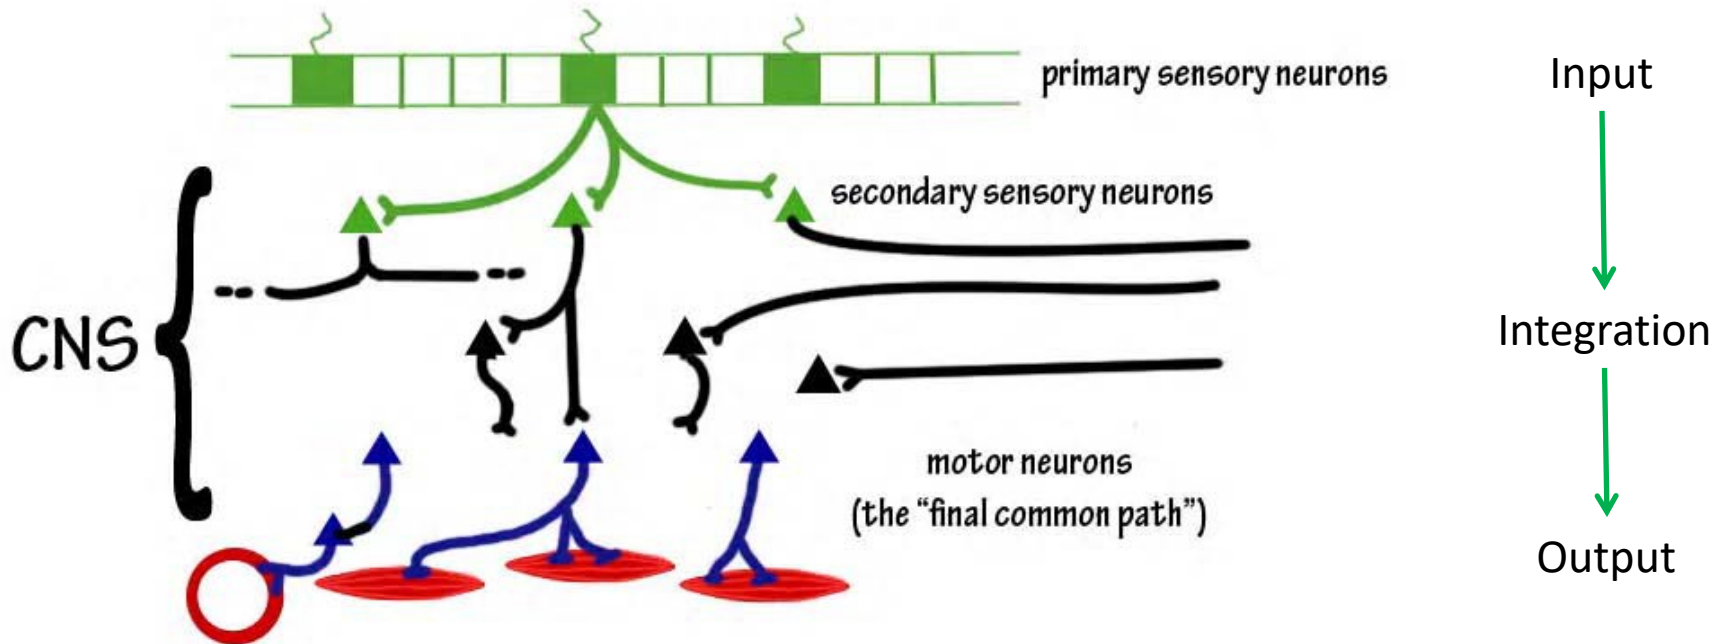 primary sensory neurons
Input
secondary sensory neurons
CNS
Integration
motor neurons
(the “final common path”)
Output